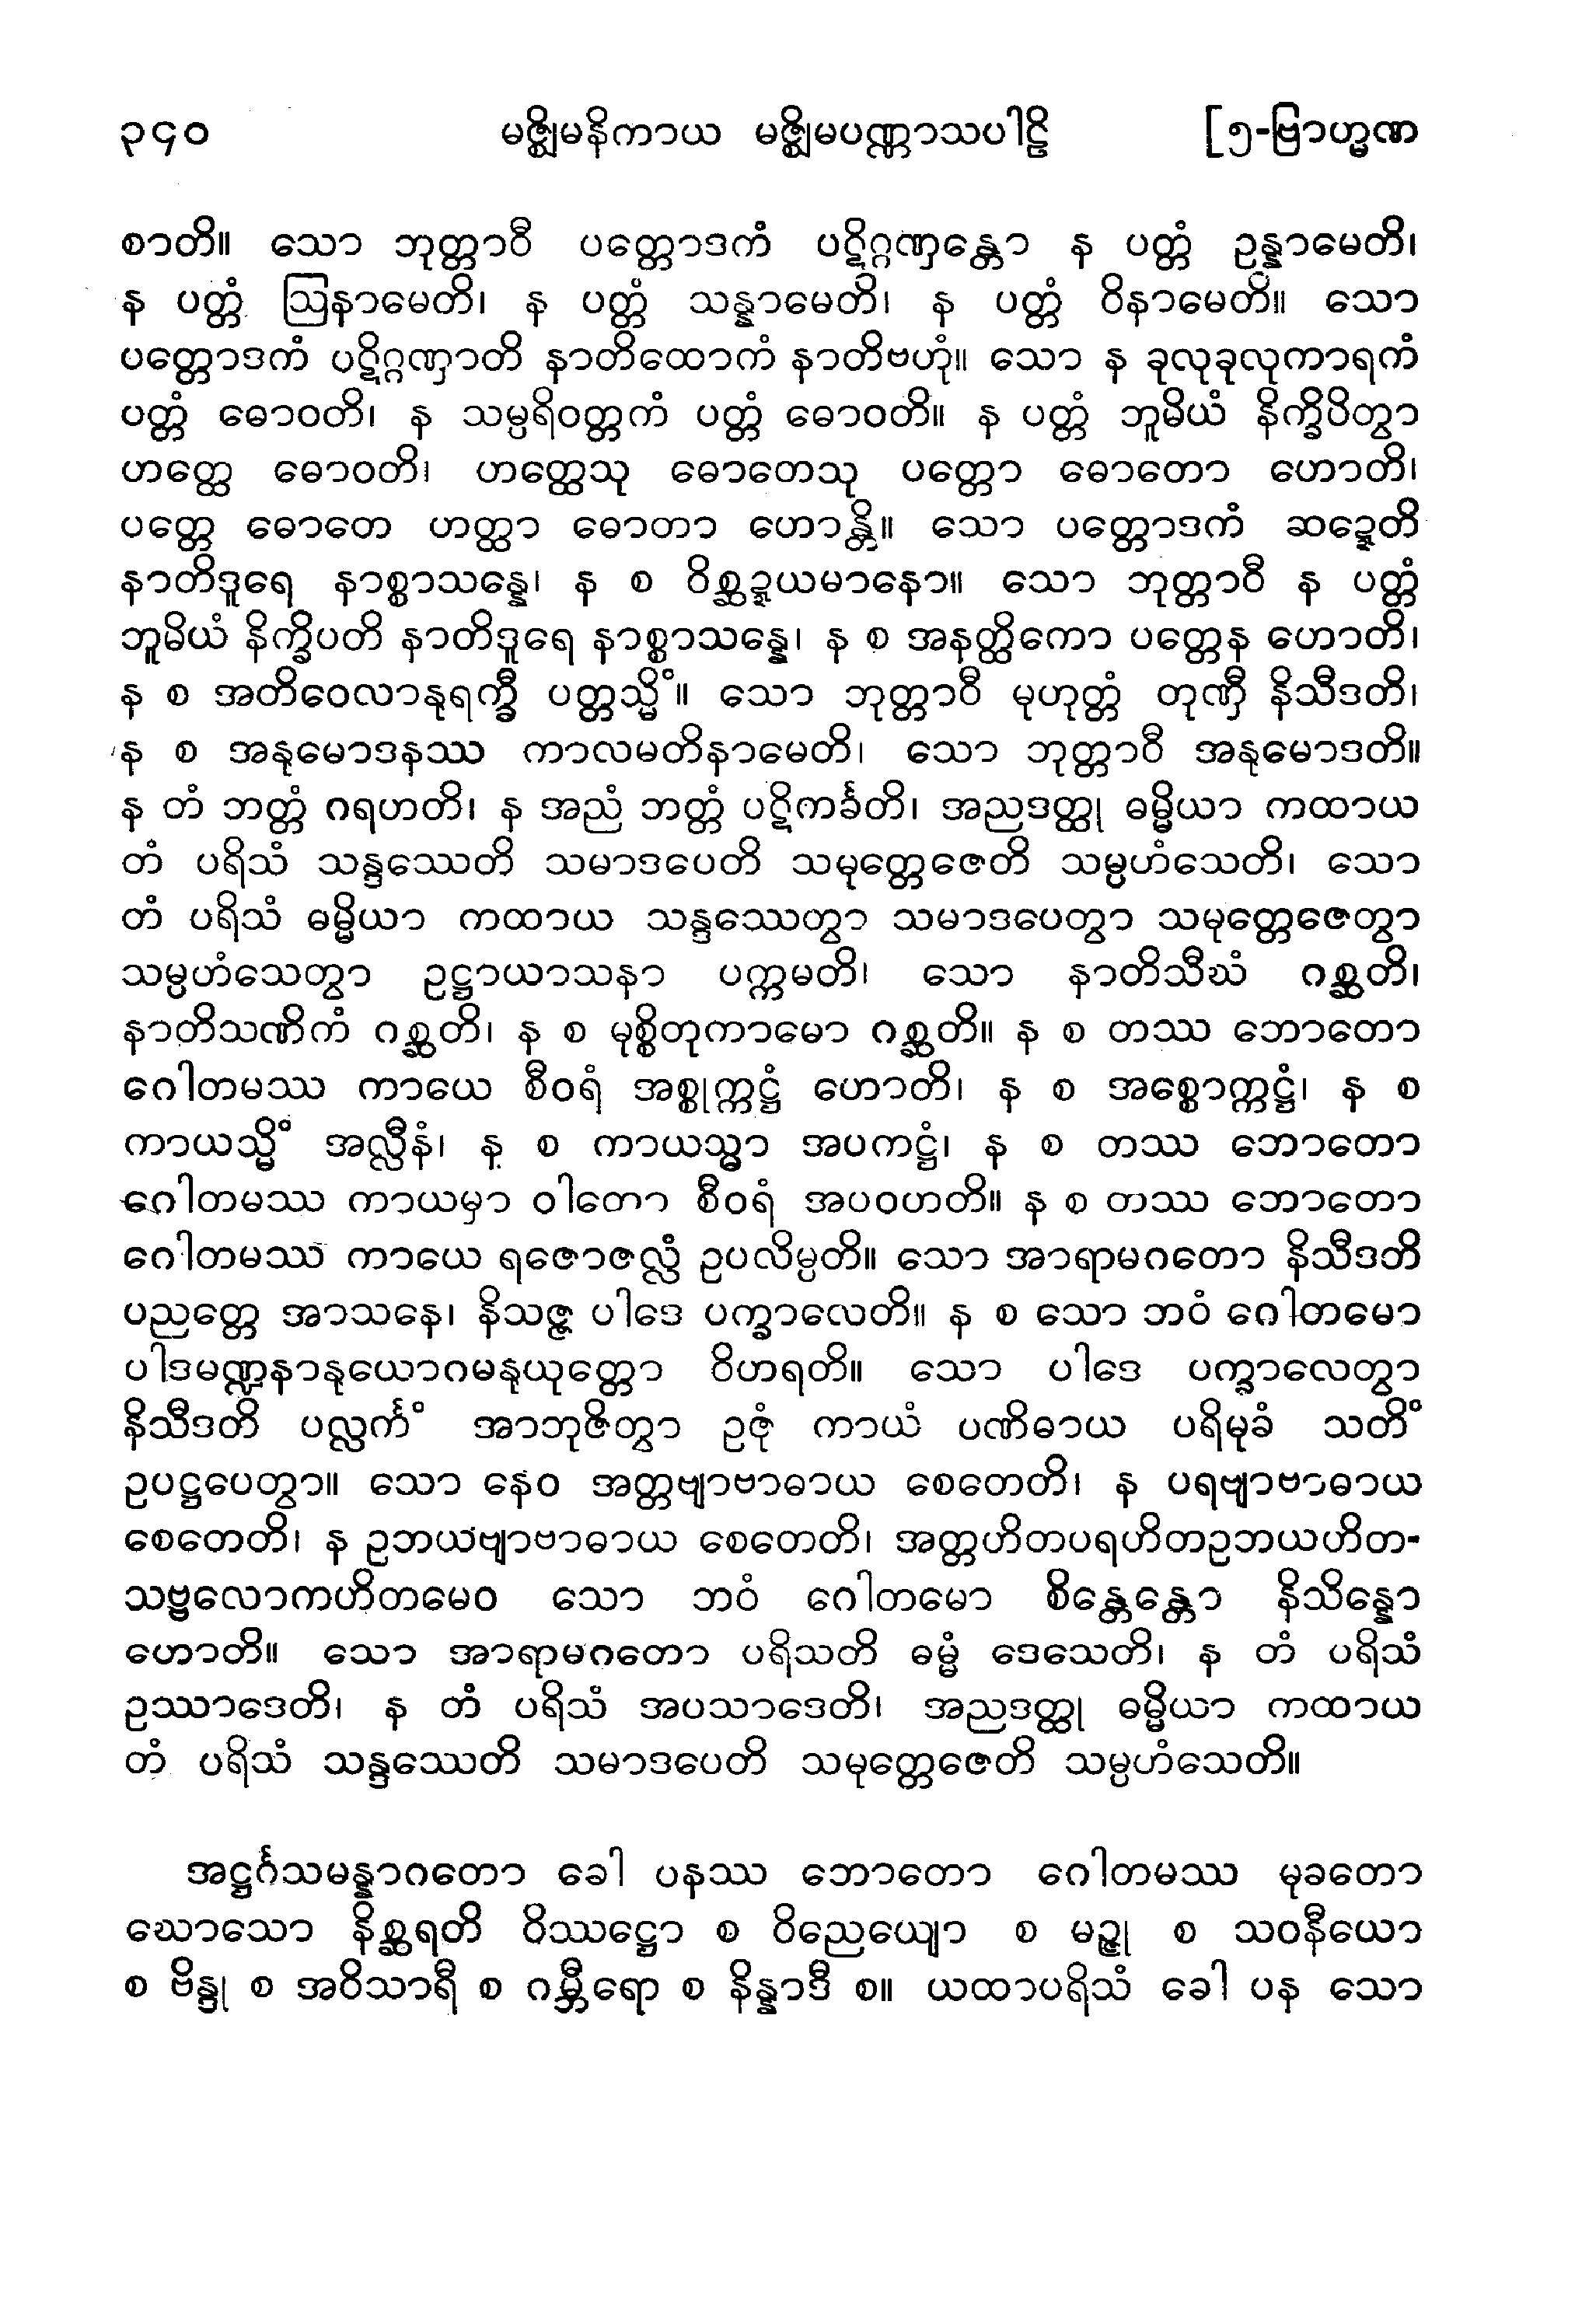 ၃၄၀ မဇ္ဈိမနိကာယ မဇ္ဈိမပဏ္ဏာသပါဠိ [၅-ဗြာဟ္မဏ
စာတိ။ သော ဘုတ္တာဝီ ပတ္တောဒကံ ပဋိဂ္ဂဏှန္တော န ပတ္တံ ဥန္နာမေတိ၊
န ပတ္တံ ဩနာမေတိ၊ န ပတ္တံ သန္နာမေတိ၊ န ပတ္တံ ဝိနာမေတိ။ သော
ပတ္တောဒကံ ပဋိဂ္ဂဏှာတိ နာတိထောကံ နာတိဗဟုံ။ သော န ခုလုခုလုကာရကံ
ပတ္တံ ဓောဝတိ၊ န သမ္ပရိဝတ္တကံ ပတ္တံ ဓောဝတိ။ န ပတ္တံ ဘူမိယံ နိက္ခိပိတွာ
ဟတ္ထေ ဓောဝတိ၊ ဟတ္ထေသု ဓောတေသု ပတ္တော ဓောတော ဟောတိ၊
ပတ္တေ ဓောတေ ဟတ္ထာ ဓောတာ ဟောန္တိ။ သော ပတ္တောဒကံ ဆဍ္ဍေတိ
နာတိဒူရေ နာစ္စာသန္နေ၊ န စ ဝိစ္ဆဍ္ဍယမာနော။ သော ဘုတ္တာဝီ န ပတ္တံ
ဘူမိယံ နိက္ခိပတိ နာတိဒူရေ နာစ္စာသန္နေ၊ န စ အနတ္ထိကော ပတ္တေန ဟောတိ၊
န စ အတိဝေလာနုရက္ခီ ပတ္တသ္မိံ။ သော ဘုတ္တာဝီ မုဟုတ္တံ တုဏှီ နိသီဒတိ၊
န စ အနုမောဒနဿ ကာလမတိနာမေတိ၊ သော ဘုတ္တာဝီ အနုမောဒတိ။
န တံ ဘတ္တံ ဂရဟတိ၊ န အညံ ဘတ္တံ ပဋိကင်္ခတိ၊ အညဒတ္ထု ဓမ္မိယာ ကထာယ
တံ ပရိသံ သန္ဒဿေတိ သမာဒပေတိ သမုတ္တေဇေတိ သမ္ပဟံသေတိ၊ သော
တံ ပရိသံ ဓမ္မိယာ ကထာယ သန္ဒဿေတွာ သမာဒပေတွာ သမုတ္တေဇေတွာ
သမ္ပဟံသေတွာ ဥဋ္ဌာယာသနာ ပက္ကမတိ၊ သော နာတိသီဃံ ဂစ္ဆတိ၊
နာတိသဏိကံ ဂစ္ဆတိ၊ န စ မုစ္စိတုကာမော ဂစ္ဆတိ။ န စ တဿ ဘောတော
ဂေါတမဿ ကာယေ စီဝရံ အစ္စုက္ကဋ္ဌံ ဟောတိ၊ န စ အစ္စောက္ကဋ္ဌံ၊ န စ
ကာယသ္မိံ အလ္လီနံ၊ န စ ကာယသ္မာ အပကဋ္ဌံ၊ န စ တဿ ဘောတော
ဂေါတမဿ ကာယမှာ ဝါတော စီဝရံ အပဝဟတိ။ န စ တဿ ဘောတော
ဂေါတမဿ ကာယေ ရဇောဇလ္လံ ဥပလိမ္ပတိ။ သော အာရာမဂတော နိသီဒတိ
ပညတ္တေ အာသနေ၊ နိသဇ္ဇ ပါဒေ ပက္ခာလေတိ။ န စ သော ဘဝံ ဂေါတမော
ပါဒမဏ္ဍနာနုယောဂမနုယုတ္တော ဝိဟရတိ။ သော ပါဒေ ပက္ခာလေတွာ
နိသီဒတိ ပလ္လင်္ကံ အာဘုဇိတွာ ဥဇုံ ကာယံ ပဏိဓာယ ပရိမုခံ သတိံ
ဥပဋ္ဌပေတွာ။ သော နေဝ အတ္တဗျာဗာဓာယ စေတေတိ၊ န ပရဗျာဗာဓာယ
စေတေတိ၊ န ဥဘယဗျာဗာဓာယ စေတေတိ၊ အတ္တဟိတပရဟိတဥဘယဟိတ-
သဗ္ဗလောကဟိတမေဝ သော ဘဝံ ဂေါတမော စိန္တေန္တော နိသိန္နော
ဟောတိ။ သော အာရာမဂတော ပရိသတိ ဓမ္မံ ဒေသေတိ၊ န တံ ပရိသံ
ဥဿာဒေတိ၊ န တံ ပရိသံ အပသာဒေတိ၊ အညဒတ္ထု ဓမ္မိယာ ကထာယ
တံ ပရိသံ သန္ဒဿေတိ သမာဒပေတိ သမုတ္တေဇေတိ သမ္ပဟံသေတိ။
အဋ္ဌင်္ဂသမန္နာဂတော ခေါ ပနဿ ဘောတော ဂေါတမဿ မုခတော
ဃောသော နိစ္ဆရတိ ဝိဿဋ္ဌော စ ဝိညေယျော စ မဉ္ဇု စ သဝနီယော
စ ဗိန္ဒု စ အဝိသာရီ စ ဂမ္ဘီရော စ နိန္နာဒီ စ။ ယထာပရိသံ ခေါ ပန သော